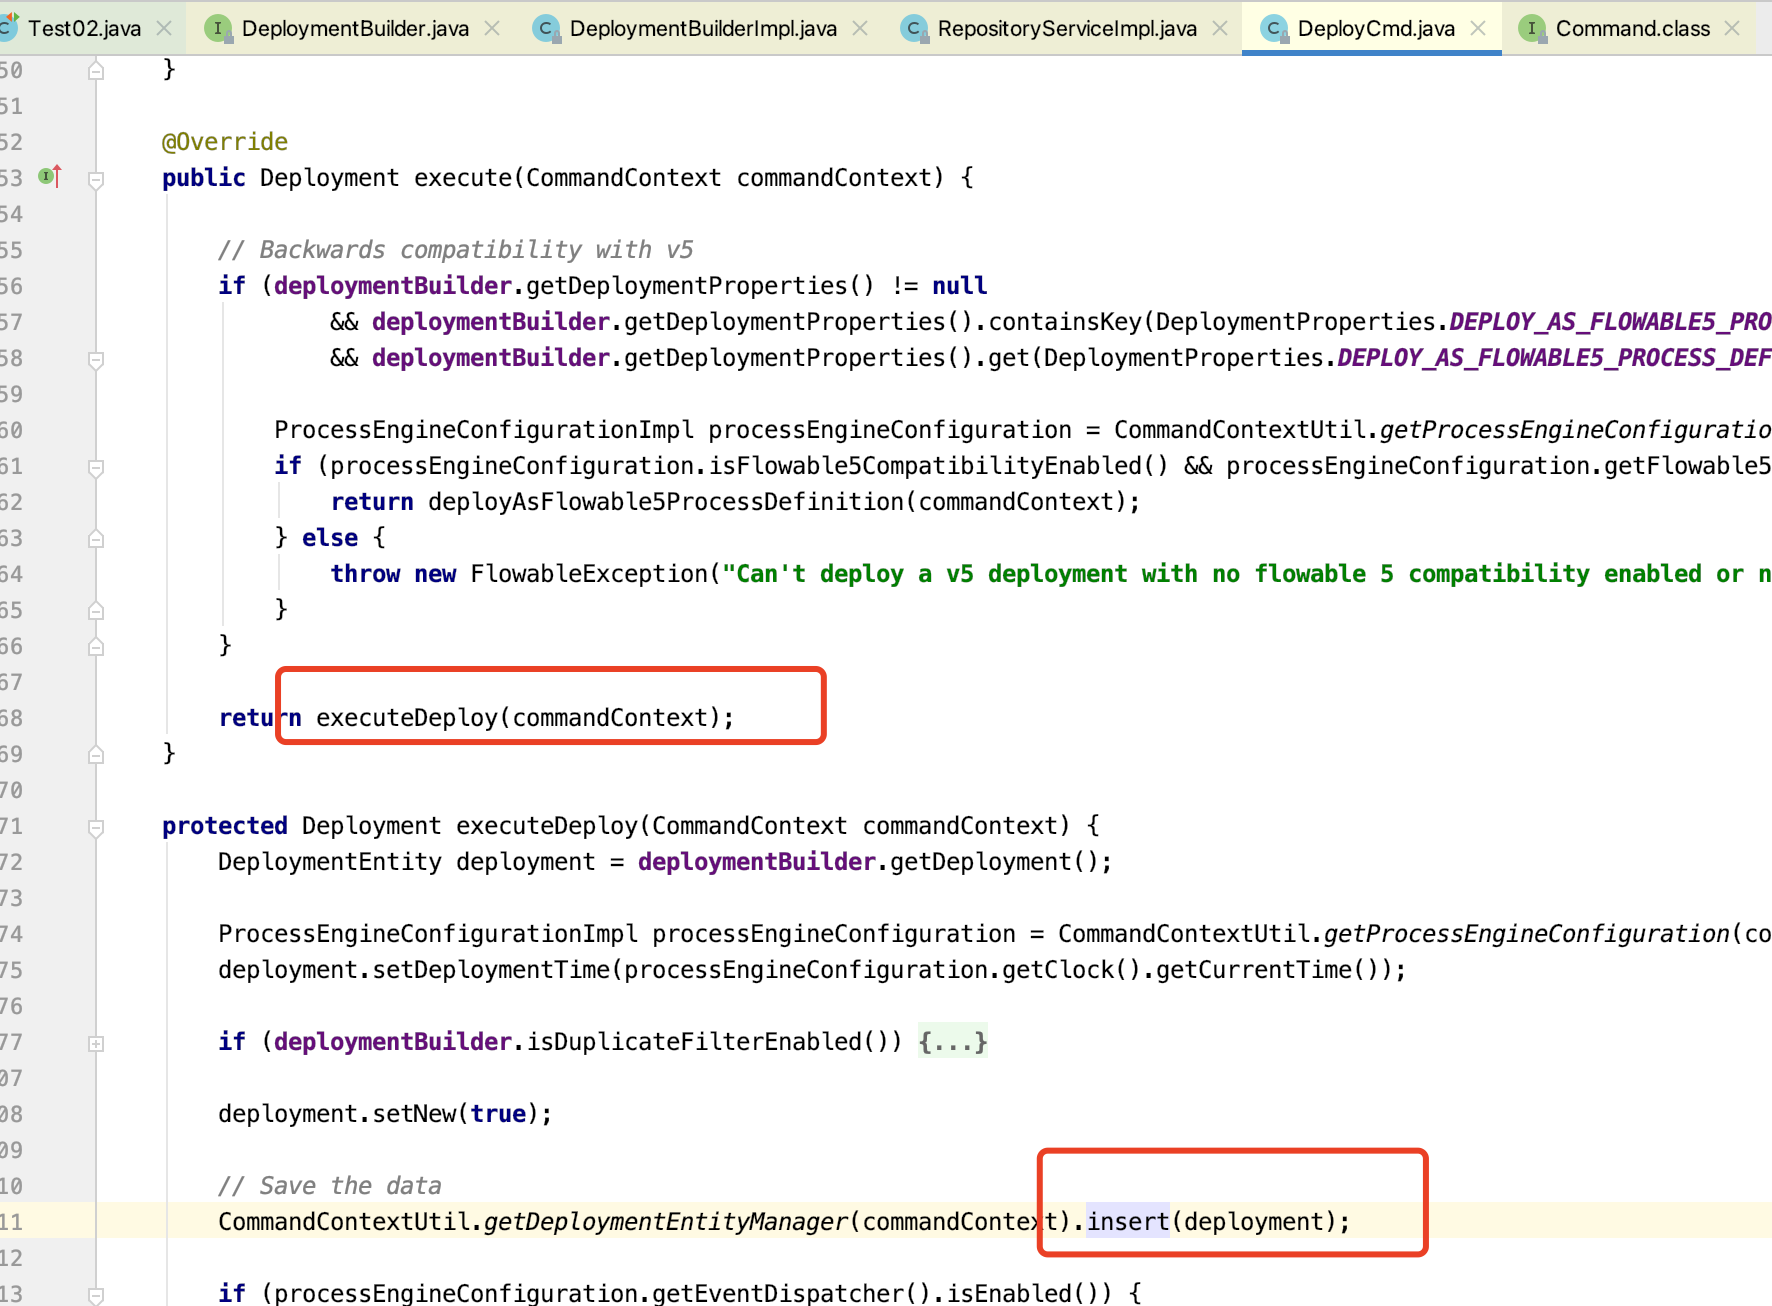 Test02.java DeploymentBuilder.java DeploymentBuilderImpl.java RepositoryServiceImpl.java DeployCmd.java Command.class
50 }
51
52 @Override
53 public Deployment execute(CommandContext commandContext) {
54
55 // Backwards compatibility with v5
56 if (deploymentBuilder.getDeploymentProperties() != null
57 && deploymentBuilder.getDeploymentProperties().containsKey(DeploymentProperties.DEPLOY_AS_FLOWABLE5_PRO
58 && deploymentBuilder.getDeploymentProperties().get(DeploymentProperties.DEPLOY_AS_FLOWABLE5_PROCESS_DEF
59
60 ProcessEngineConfigurationImpl processEngineConfiguration = CommandContextUtil.getProcessEngineConfiguratio
61 if (processEngineConfiguration.isFlowable5CompatibilityEnabled() && processEngineConfiguration.getFlowable5
62 return deployAsFlowable5ProcessDefinition(commandContext);
63 } else {
64 throw new FlowableException("Can't deploy a v5 deployment with no flowable 5 compatibility enabled or n
65 }
66 }
67
68 return executeDeploy(commandContext);
69 }
70
71 protected Deployment executeDeploy(CommandContext commandContext) {
72 DeploymentEntity deployment = deploymentBuilder.getDeployment();
73
74 ProcessEngineConfigurationImpl processEngineConfiguration = CommandContextUtil.getProcessEngineConfiguration(co
75 deployment.setDeploymentTime(processEngineConfiguration.getClock().getCurrentTime());
76
77 if (deploymentBuilder.isDuplicateFilterEnabled()) {...}
07
08 deployment.setNew(true);
09
10 // Save the data
11 CommandContextUtil.getDeploymentEntityManager(commandContext).insert(deployment);
12
13 if (processEngineConfiguration.getEventDispatcher().isEnabled()) {